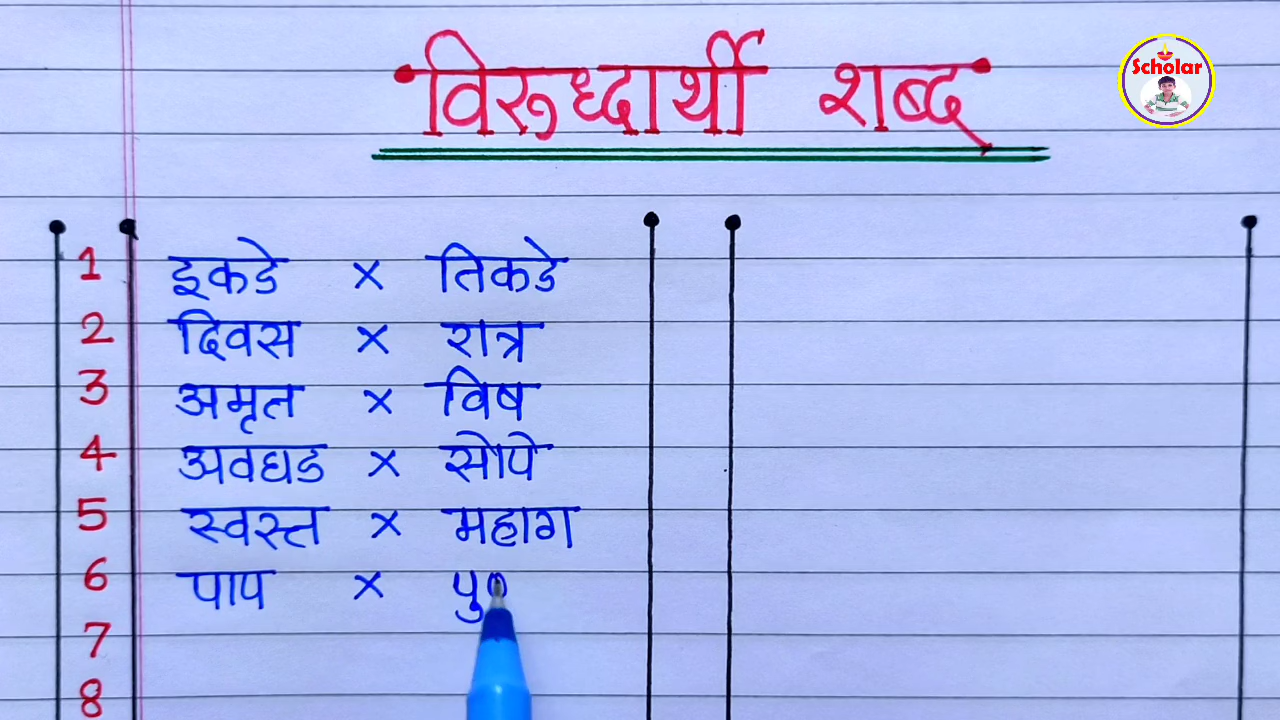 विरूध्दार्थी शब्द
Scholar
1 इकडे × तिकडे
2 दिवस × रात्र
3 अमृत × विष
4 अवघड × सोपे
5 स्वस्त × महाग
6 पाप ×
7
8